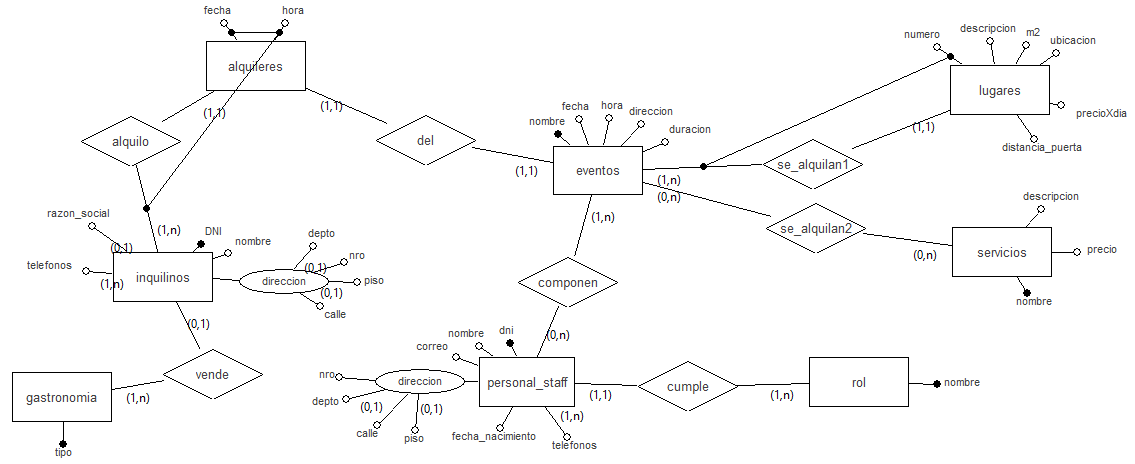 fecha
hora
alquileres
(1,1)
(1,1)
alquilo
del
(1,1)
numero
descripcion
m2
ubicacion
lugares
precioXdia
distancia_puerta
(1,1)
nombre
fecha
hora
direccion
duracion
eventos
(1,n)
(0,n)
se_alquilan1
se_alquilan2
(0,n)
descripcion
servicios
precio
nombre
(1,n)
razon_social
(0,1)
(1,n)
DNI
nombre
telefonos
(1,n)
inquilinos
direccion
depto
(0,1)
nro
piso
(0,1)
calle
(0,1)
vende
(1,n)
gastronomia
tipo
componen
(0,n)
dni
nombre
correo
nro
direccion
depto
(0,1)
(0,1)
calle
piso
personal_staff
(1,n)
fecha_nacimiento
telefonos
(1,1)
cumple
(1,n)
rol
nombre